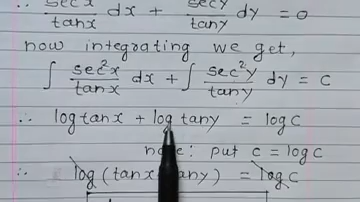 ∴ sec²x/tanx dx + sec²y/tany dy = 0
now integrating we get,
∫ sec²x/tanx dx + ∫ sec²y/tany dy = C
∴ log tanx + log tany = log C
put C = log C
∴ log (tanx tany) = log C